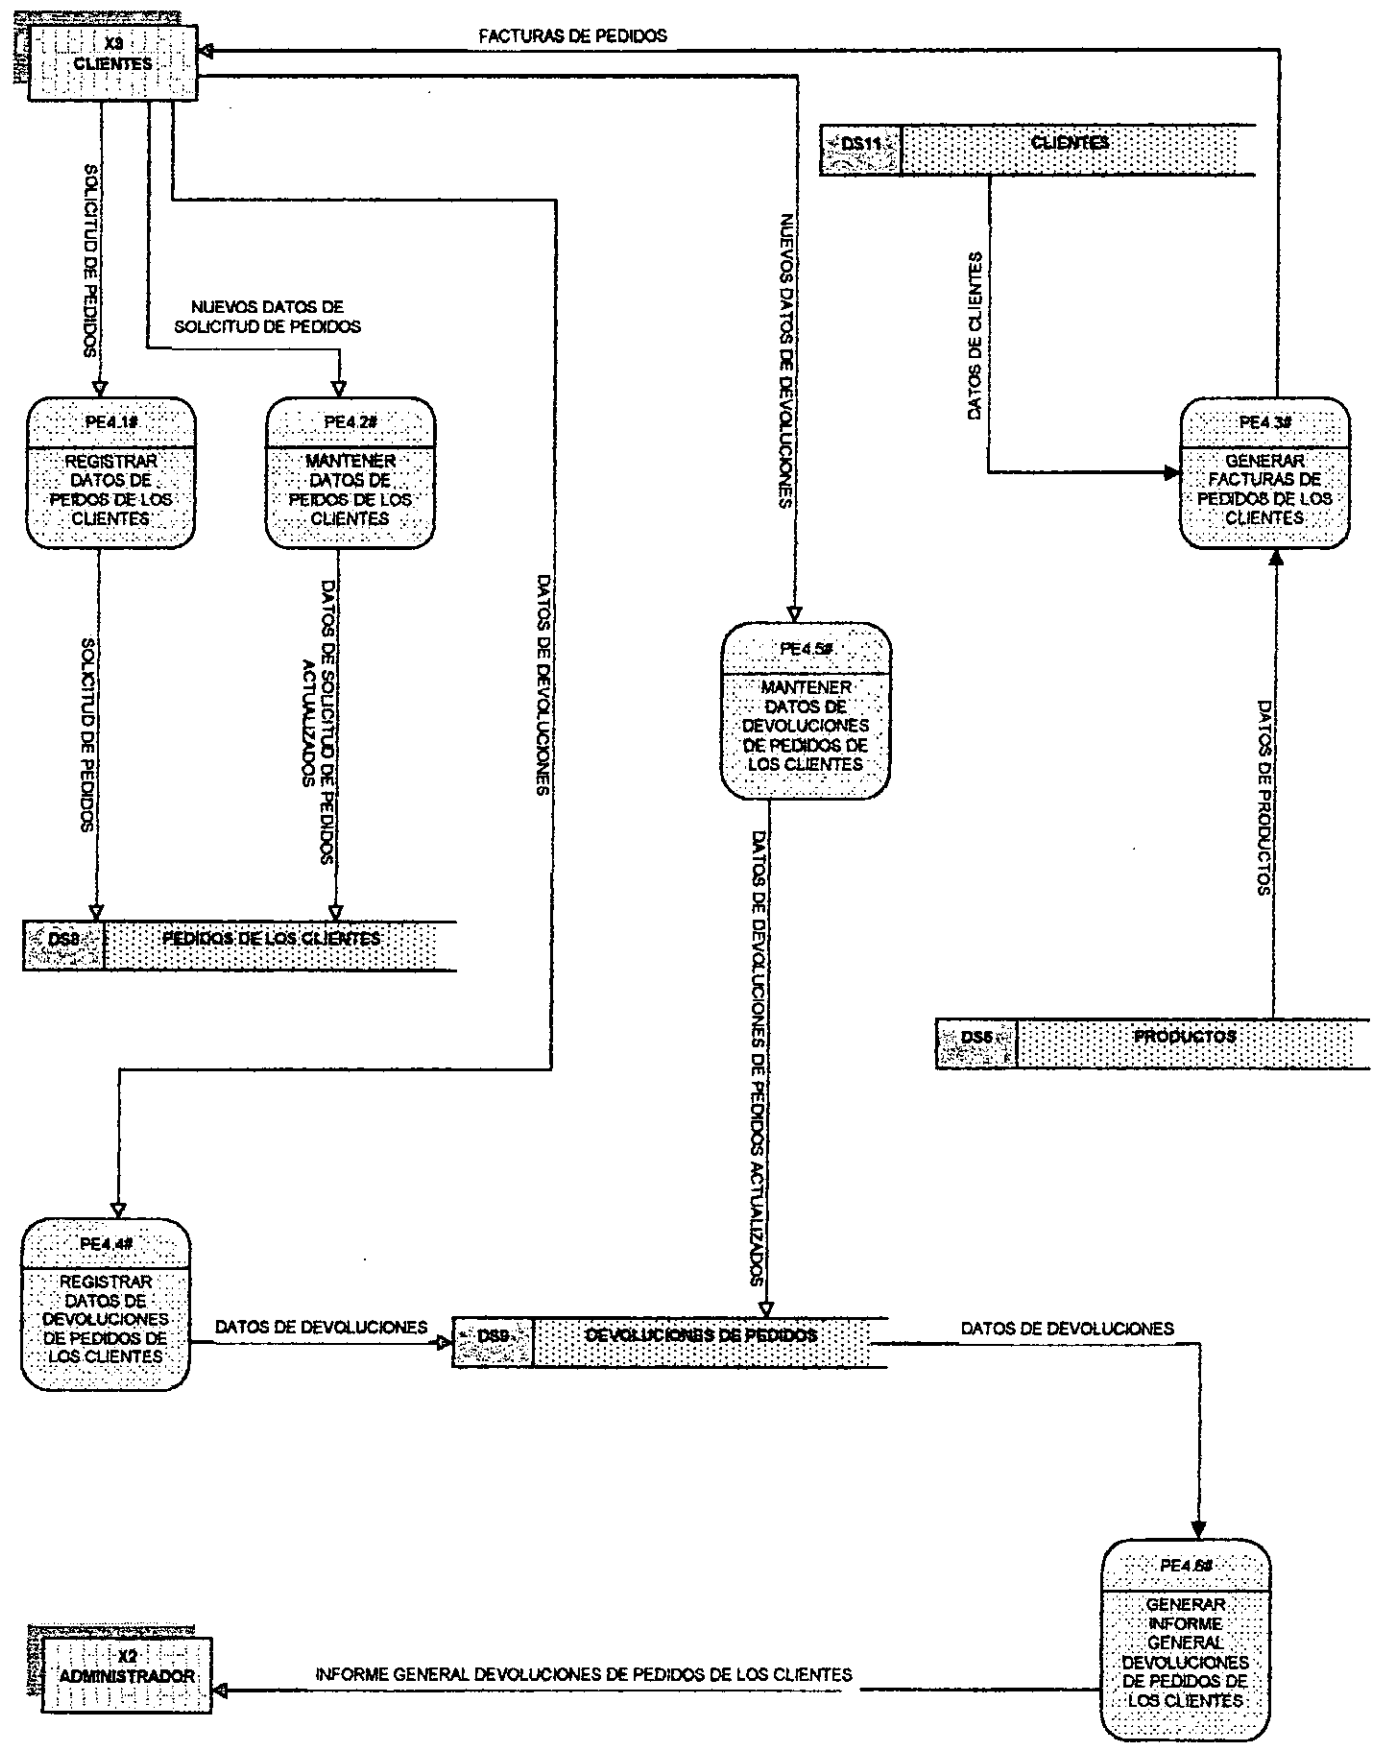 X3
CLIENTES
FACTURAS DE PEDIDOS
DS11
CLIENTES
SOLICITUD DE PEDIDOS
NUEVOS DATOS DE
SOLICITUD DE PEDIDOS
NUEVOS DATOS DE DEVOLUCIONES
DATOS DE CLIENTES
PE4.1#
REGISTRAR
DATOS DE
PEIDOS DE LOS
CLIENTES
PE4.2#
MANTENER
DATOS DE
PEIDOS DE LOS
CLIENTES
PE4.3#
GENERAR
FACTURAS DE
PEDIDOS DE LOS
CLIENTES
SOLICITUD DE PEDIDOS
DATOS DE SOLICITUD DE PEDIDOS
ACTUALIZADOS
DATOS DE DEVOLUCIONES
PE4.5#
MANTENER
DATOS DE
DEVOLUCIONES
DE PEDIDOS DE
LOS CLIENTES
DATOS DE PRODUCTOS
DATOS DE DEVOLUCIONES DE PEDIDOS ACTUALIZADOS
DS8
PEDIDOS DE LOS CLIENTES
DS5
PRODUCTOS
PE4.4#
REGISTRAR
DATOS DE
DEVOLUCIONES
DE PEDIDOS DE
LOS CLIENTES
DATOS DE DEVOLUCIONES
DS9
DEVOLUCIONES DE PEDIDOS
DATOS DE DEVOLUCIONES
PE4.6#
GENERAR
INFORME
GENERAL
DEVOLUCIONES
DE PEDIDOS DE
LOS CLIENTES
X2
ADMINISTRADOR
INFORME GENERAL DEVOLUCIONES DE PEDIDOS DE LOS CLIENTES